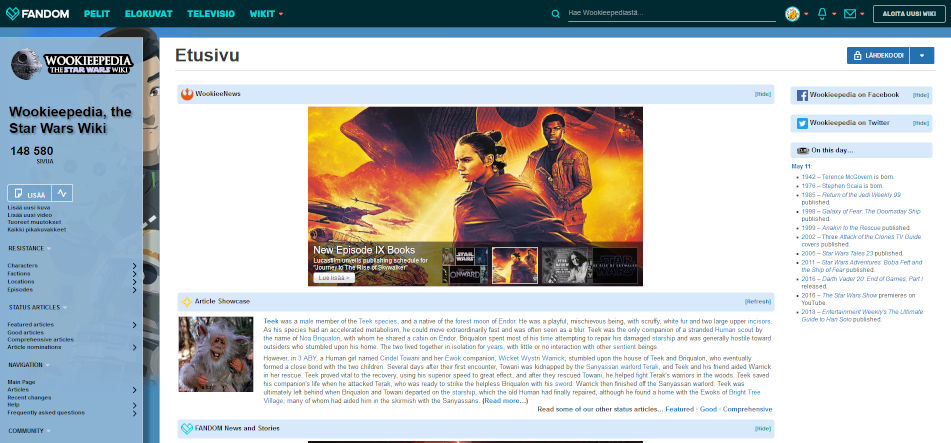 FANDOM PELIT ELOKUVAT TELEVISIO WIKIT Hae Wookieepediasta... ALOITA UUSI WIKI
WOOKIEEPEDIA
THE STAR WARS WIKI
Wookieepedia, the
Star Wars Wiki
148 580
SIVUA
LISÄÄ
Lisää uusi kuva
Lisää uusi video
Tuoreet muutokset
Kaikki pikakuvakkeet
RESISTANCE
Characters
Factions
Locations
Episodes
STATUS ARTICLES
Featured articles
Good articles
Comprehensive articles
Article nominations
NAVIGATION
Main Page
Articles
Recent changes
Help
Frequently asked questions
COMMUNITY
Etusivu
LÄHDEKOODI
WookieeNews [Hide]
New Episode IX Books
Lucasfilm unveils publishing schedule for
"Journey to The Rise of Skywalker
Lue lisää >
STAR WARS
ONWARD
STAR WARS
THE RISE OF SKYWALKER
Article Showcase [Refresh]
Teek was a male member of the Teek species, and a native of the forest moon of Endor. He was a playful, mischievous being, with scruffy, white fur and two large upper incisors.
As his species had an accelerated metabolism, he could move extraordinarily fast and was often seen as a blur. Teek was the only companion of a stranded Human scout by
the name of Noa Briqualon, with whom he shared a cabin on Endor. Briqualon spent most of his time attempting to repair his damaged starship and was generally hostile toward
outsiders who stumbled upon his home. The two lived together in isolation for years, with little or no interaction with other sentient beings.
However, in 3 ABY, a Human girl named Cindel Towani and her Ewok companion, Wicket Wystri Warrick, stumbled upon the house of Teek and Briqualon, who eventually
formed a close bond with the two children. Several days after their first encounter, Towani was kidnapped by the Sanyassan warlord Terak, and Teek and his friend aided Warrick
in her rescue. Teek proved vital to the recovery, using his superior speed to great effect, and after they rescued Towani, he helped fight Terak's warriors in the woods. Teek saved
his companion's life when he attacked Terak, who was ready to strike the helpless Briqualon with his sword. Warrick then finished off the Sanyassan warlord. Teek was
ultimately left behind when Briqualon and Towani departed on the starship, which the old Human had finally repaired, although he found a home with the Ewoks of Bright Tree
Village, many of whom had aided him in the skirmish with the Sanyassans. (Read more...)
Read some of our other status articles... Featured · Good · Comprehensive
FANDOM News and Stories [Hide]
Wookieepedia on Facebook [Hide]
Wookieepedia on Twitter [Hide]
On this day...
May 11:
1942 – Terence McGovern is born.
1976 – Stephen Scaia is born.
1985 – Return of the Jedi Weekly 99
published.
1998 – Galaxy of Fear: The Doomsday Ship
published.
1999 – Anakin to the Rescue published.
2002 – Three Attack of the Clones TV Guide
covers published.
2005 – Star Wars Tales 23 published.
2011 – Star Wars Adventures: Boba Fett and
the Ship of Fear published.
2016 – Darth Vader 20: End of Games, Part I
released.
2016 – The Star Wars Show premieres on
YouTube.
2018 – Entertainment Weekly's The Ultimate
Guide to Han Solo published.